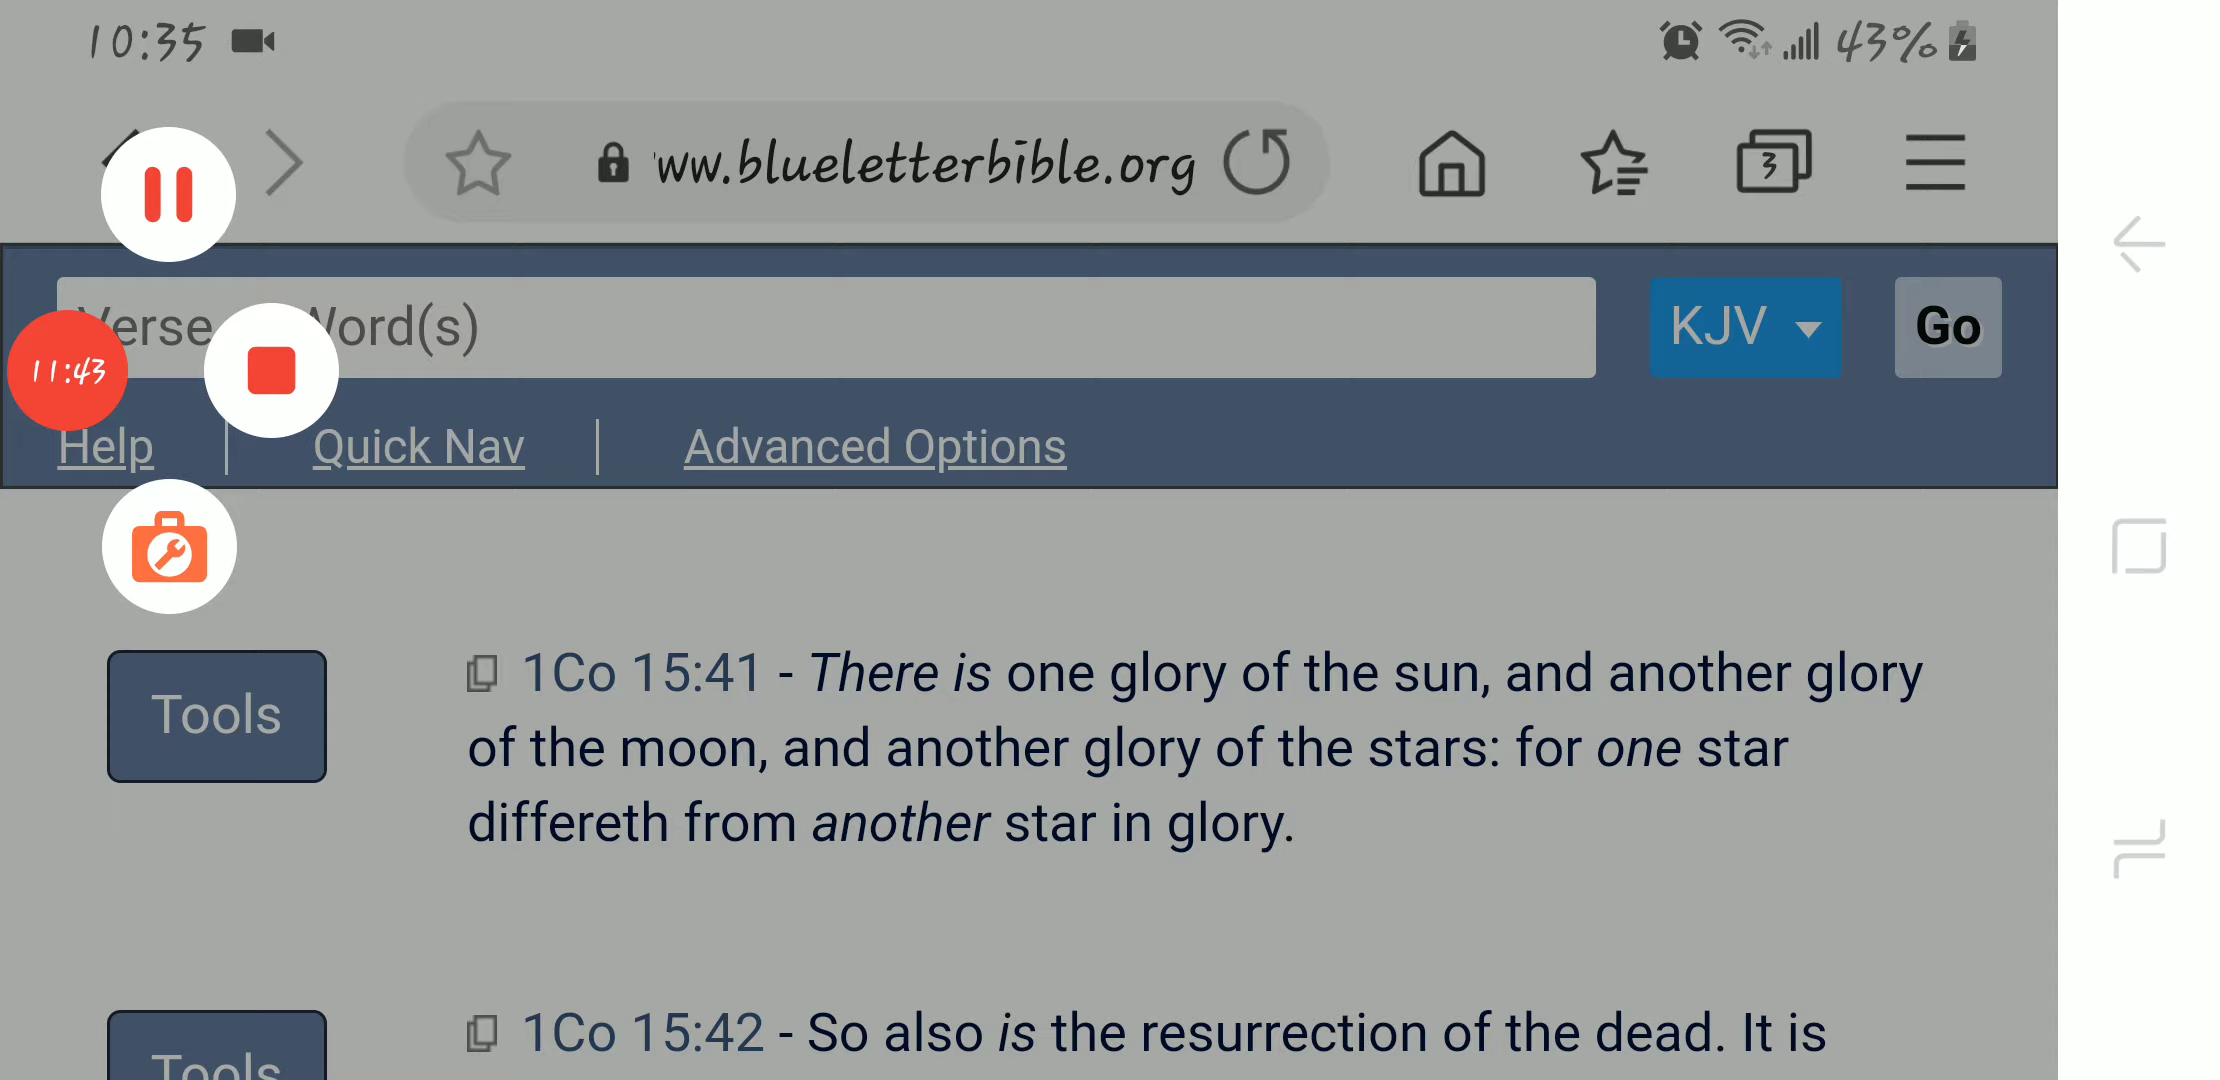 10:35
43%
ww.blueletterbible.org
3
Verse Word(s)
KJV
Go
11:43
Help
Quick Nav
Advanced Options
Tools
1Co 15:41 - There is one glory of the sun, and another glory
of the moon, and another glory of the stars: for one star
differeth from another star in glory.
Tools
1Co 15:42 - So also is the resurrection of the dead. It is